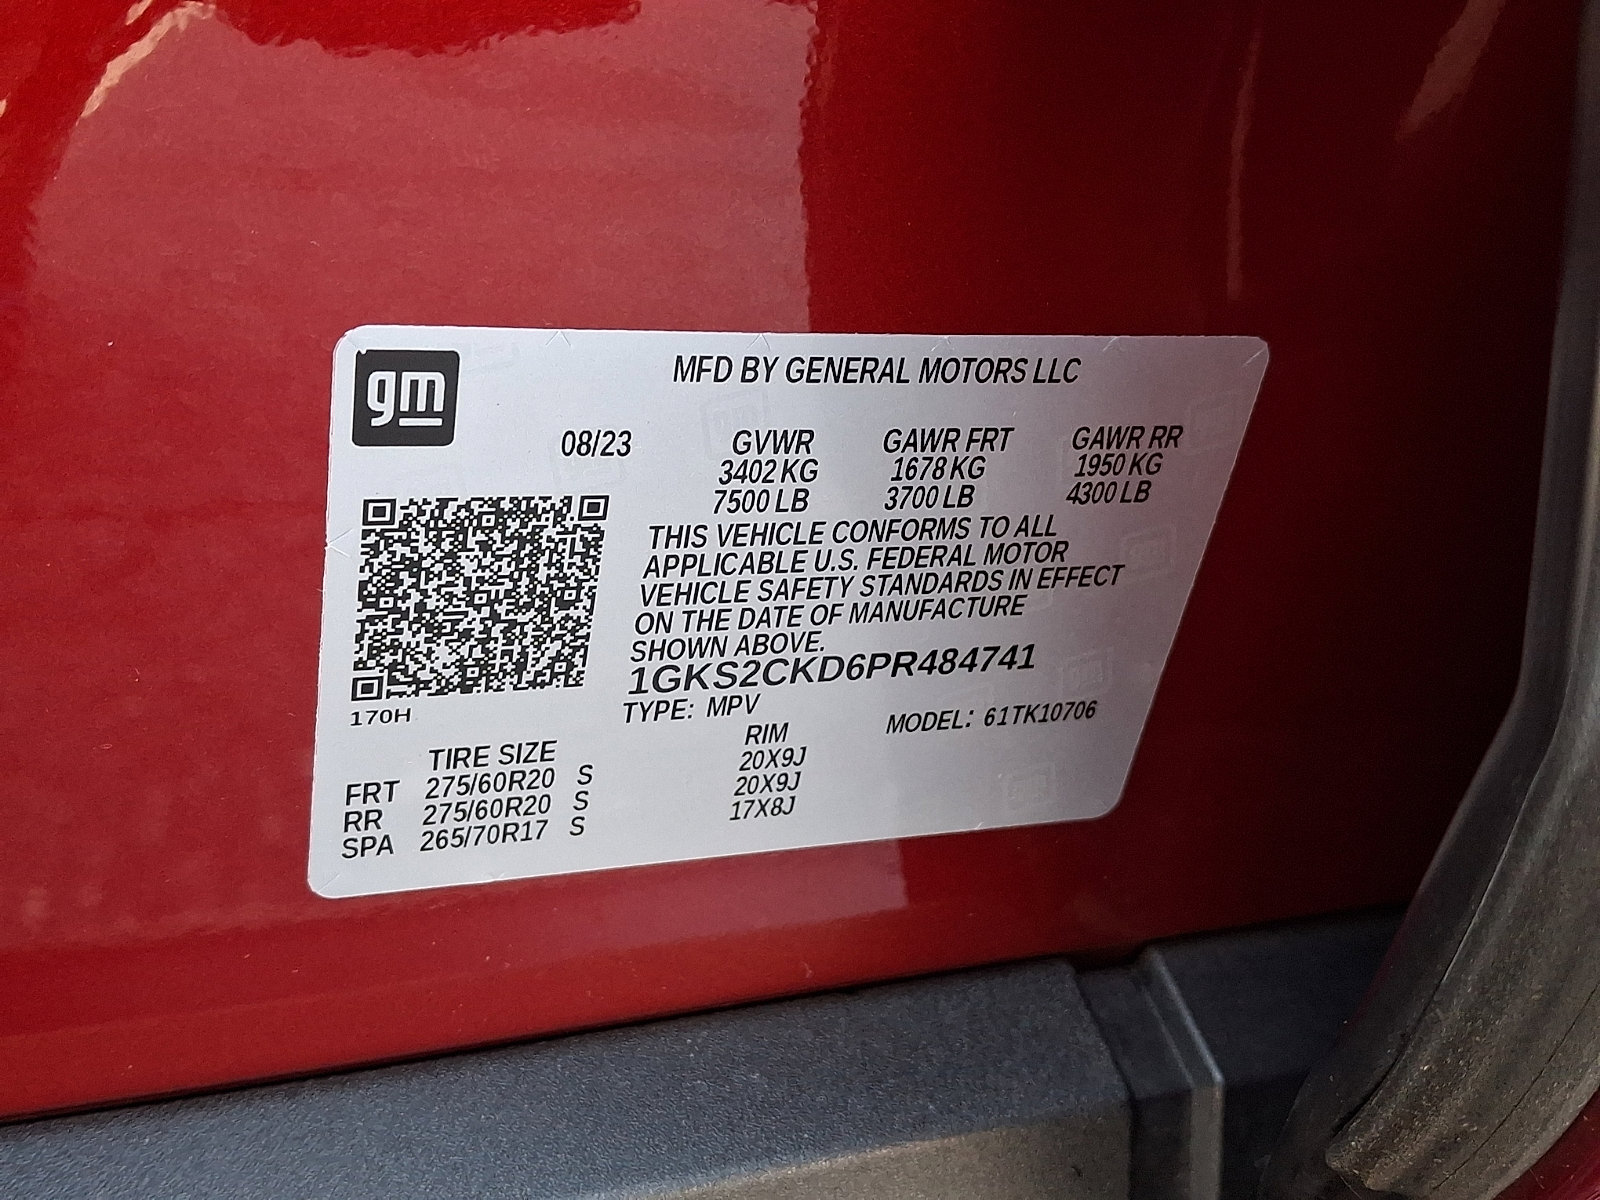 gm
MFD BY GENERAL MOTORS LLC
08/23 GVWR GAWR FRT GAWR RR
3402 KG 1678 KG 1950 KG
7500 LB 3700 LB 4300 LB
THIS VEHICLE CONFORMS TO ALL
APPLICABLE U.S. FEDERAL MOTOR
VEHICLE SAFETY STANDARDS IN EFFECT
ON THE DATE OF MANUFACTURE
SHOWN ABOVE.
1GKS2CKD6PR484741
170H
TYPE: MPV MODEL: 61TK10706
TIRE SIZE RIM
FRT 275/60R20 S 20X9J
RR 275/60R20 S 20X9J
SPA 265/70R17 S 17X8J